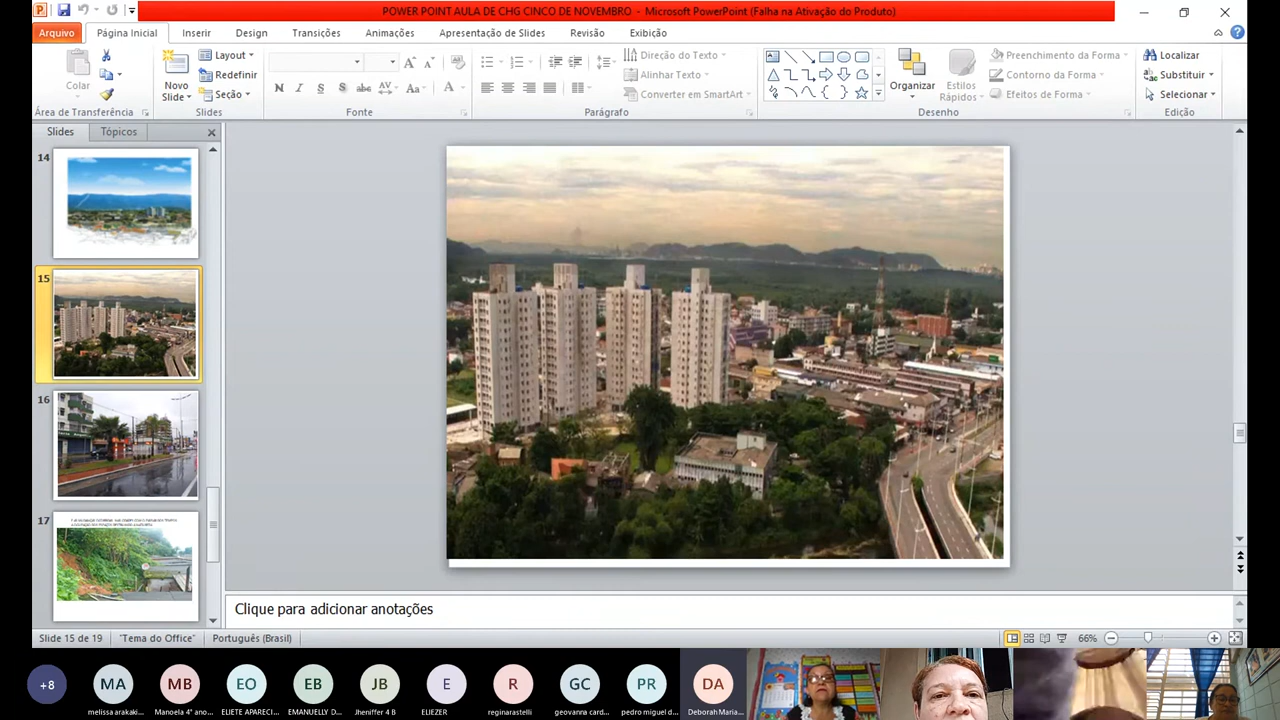 POWER POINT AULA DE CHG CINCO DE NOVEMBRO - Microsoft PowerPoint (Falha na Ativação do Produto)
Arquivo Página Inicial Inserir Design Transições Animações Apresentação de Slides Revisão Exibição
Colar
Novo Slide
Layout
Redefinir
Seção
Direção do Texto
Alinhar Texto
Converter em SmartArt
Organizar
Estilos Rápidos
Preenchimento da Forma
Contorno da Forma
Efeitos de Forma
Localizar
Substituir
Selecionar
Área de Transferência Slides Fonte Parágrafo Desenho Edição
Slides Tópicos
14
15
16
17
Clique para adicionar anotações
Slide 15 de 19 "Tema do Office" Português (Brasil) 66%
+8 MA MB EO EB JB E R GC PR DA
melissa arakaki... Manoela 4° ano... ELIETE APARECI... EMANUELLY D... Jheniffer 4 B ELIEZER reginarastelli geovanna card... pedro miguel d... Deborah Maria...